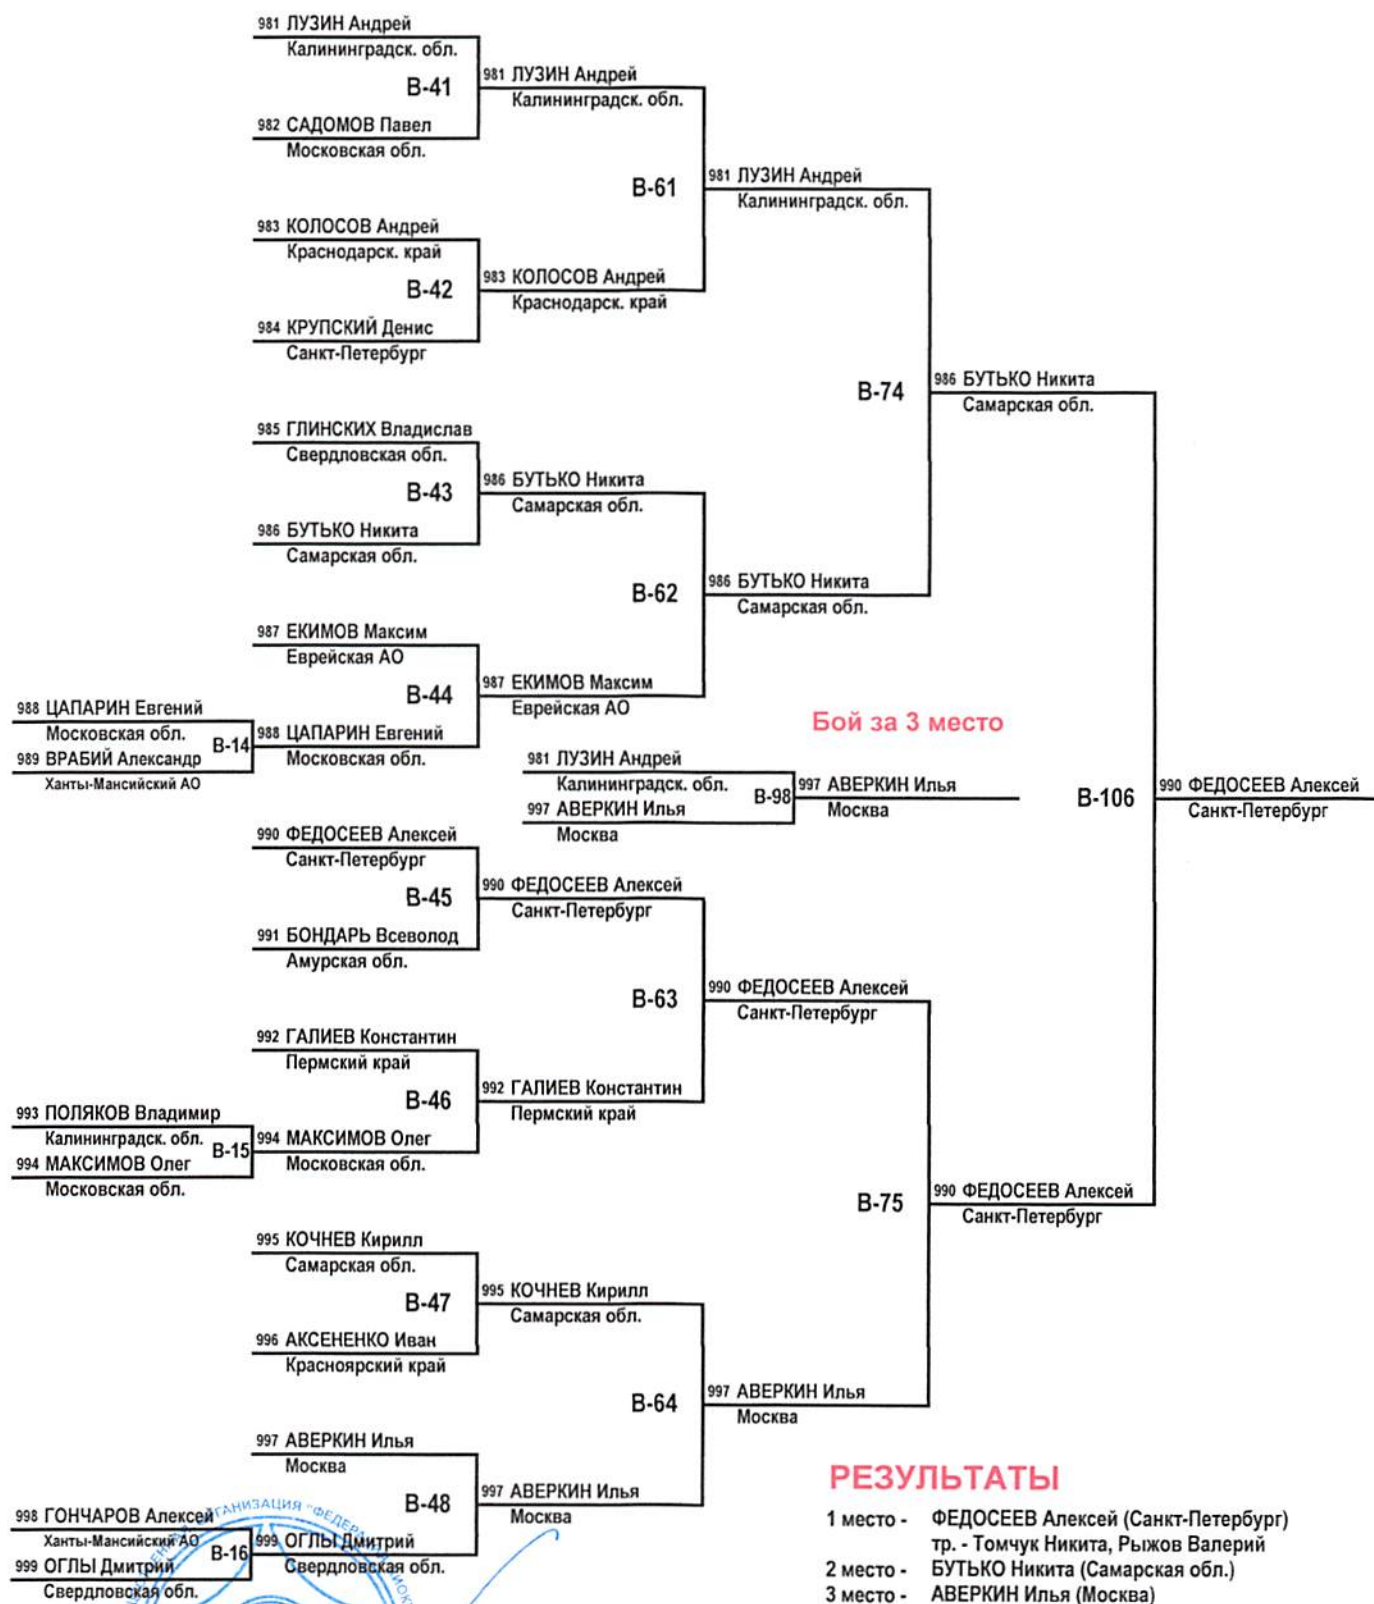 981 ЛУЗИН Андрей
Калининградск. обл.
B-41
981 ЛУЗИН Андрей
Калининградск. обл.
982 САДОМОВ Павел
Московская обл.
B-61
981 ЛУЗИН Андрей
Калининградск. обл.
983 КОЛОСОВ Андрей
Краснодарск. край
B-42
983 КОЛОСОВ Андрей
Краснодарск. край
984 КРУПСКИЙ Денис
Санкт-Петербург
B-74
986 БУТЬКО Никита
Самарская обл.
985 ГЛИНСКИХ Владислав
Свердловская обл.
B-43
986 БУТЬКО Никита
Самарская обл.
986 БУТЬКО Никита
Самарская обл.
B-62
986 БУТЬКО Никита
Самарская обл.
987 ЕКИМОВ Максим
Еврейская АО
B-44
987 ЕКИМОВ Максим
Еврейская АО
988 ЦАПАРИН Евгений
Московская обл.
B-14
988 ЦАПАРИН Евгений
Московская обл.
989 ВРАБИЙ Александр
Ханты-Мансийский АО
Бой за 3 место
981 ЛУЗИН Андрей
Калининградск. обл.
B-98
997 АВЕРКИН Илья
Москва
997 АВЕРКИН Илья
Москва
B-106
990 ФЕДОСЕЕВ Алексей
Санкт-Петербург
990 ФЕДОСЕЕВ Алексей
Санкт-Петербург
B-45
990 ФЕДОСЕЕВ Алексей
Санкт-Петербург
991 БОНДАРЬ Всеволод
Амурская обл.
B-63
990 ФЕДОСЕЕВ Алексей
Санкт-Петербург
992 ГАЛИЕВ Константин
Пермский край
B-46
992 ГАЛИЕВ Константин
Пермский край
993 ПОЛЯКОВ Владимир
Калининградск. обл.
B-15
994 МАКСИМОВ Олег
Московская обл.
994 МАКСИМОВ Олег
Московская обл.
B-75
990 ФЕДОСЕЕВ Алексей
Санкт-Петербург
995 КОЧНЕВ Кирилл
Самарская обл.
B-47
995 КОЧНЕВ Кирилл
Самарская обл.
996 АКСЕНЕНКО Иван
Красноярский край
B-64
997 АВЕРКИН Илья
Москва
997 АВЕРКИН Илья
Москва
B-48
997 АВЕРКИН Илья
Москва
998 ГОНЧАРОВ Алексей
Ханты-Мансийский АО
B-16
999 ОГЛЫ Дмитрий
Свердловская обл.
999 ОГЛЫ Дмитрий
Свердловская обл.
РЕЗУЛЬТАТЫ
1 место - ФЕДОСЕЕВ Алексей (Санкт-Петербург)
тр. - Томчук Никита, Рыжов Валерий
2 место - БУТЬКО Никита (Самарская обл.)
3 место - АВЕРКИН Илья (Москва)